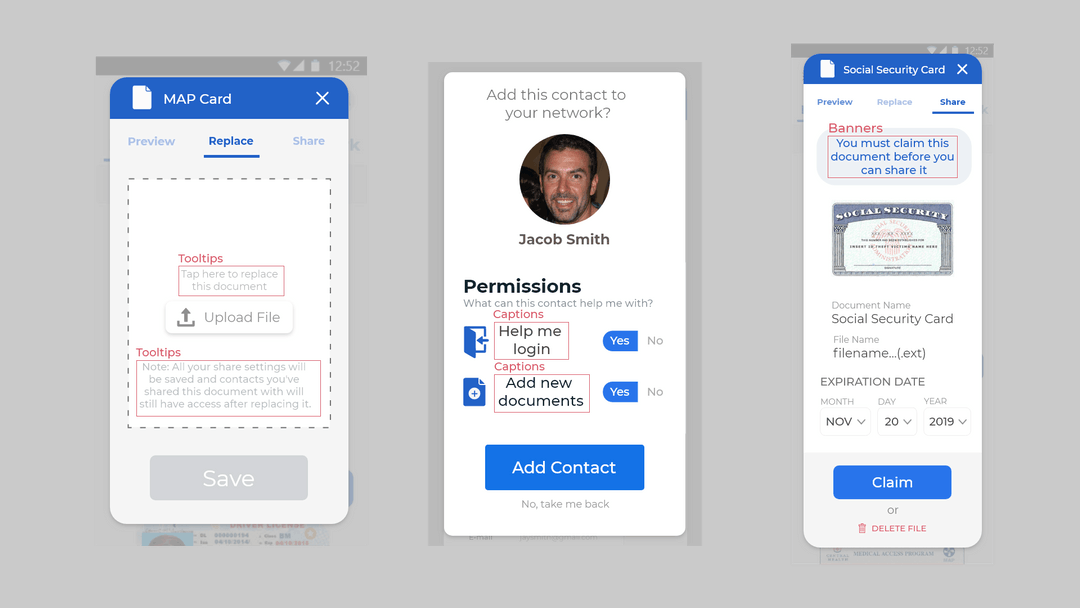 12:52
MAP Card
Preview
Replace
Share
k
Tooltips
Tap here to replace
this document
Upload File
Tooltips
Note: All your share settings will
be saved and contacts you've
shared this document with will
still have access after replacing it.
Save
DRIVER LICENSE
Add this contact to
your network?
Jacob Smith
Permissions
What can this contact help me with?
Captions
Help me
login
Yes
No
Captions
Add new
documents
Yes
No
Add Contact
No, take me back
12:52
Social Security Card
Preview
Replace
Share
k
Banners
You must claim this
document before you
can share it
SOCIAL SECURITY
Document Name
Social Security Card
File Name
filename...(.ext)
EXPIRATION DATE
MONTH
DAY
YEAR
NOV
20
2019
Claim
or
DELETE FILE
MEDICAL ACCESS PROGRAM